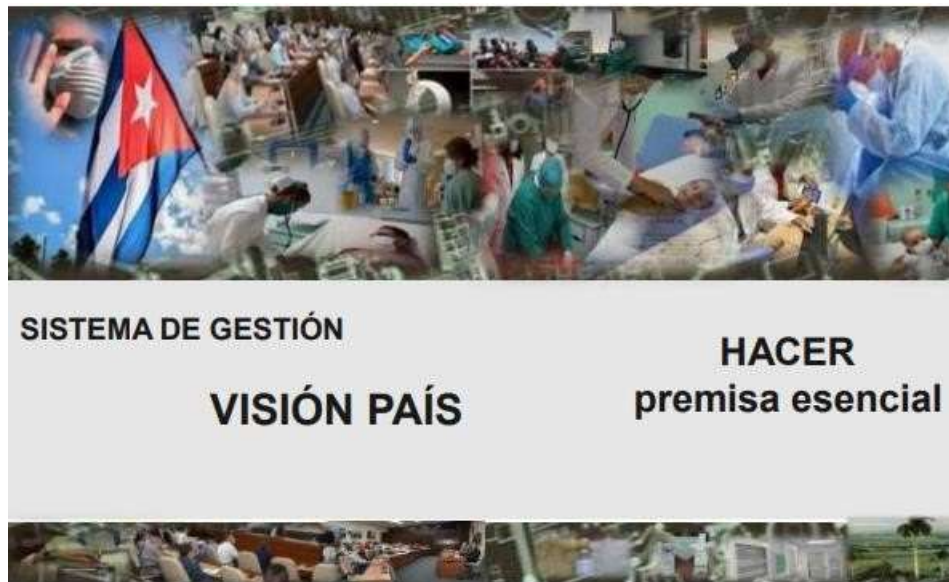 SISTEMA DE GESTIÓN
VISIÓN PAÍS
HACER
premisa esencial